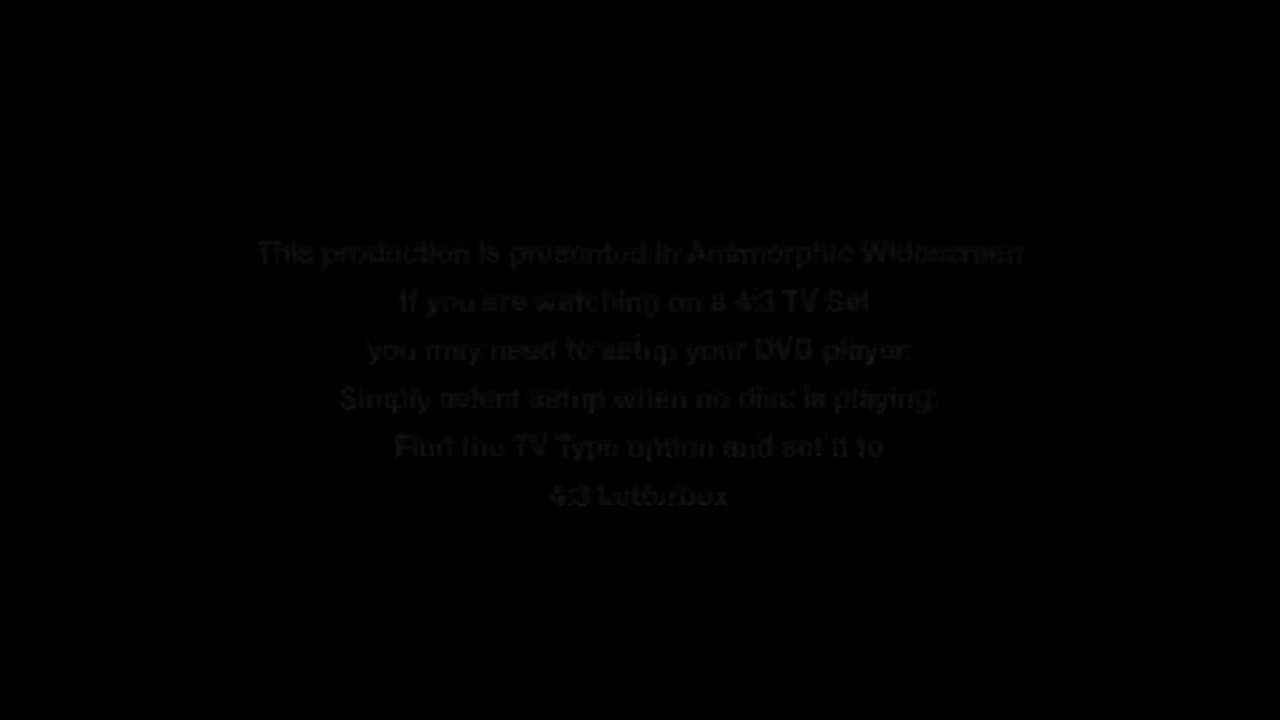 This production is presented in Anamorphic Widescreen
If you are watching on a 4:3 TV Set
you may need to setup your DVD player.
Simply select setup when no disc is playing.
Find the TV Type option and set it to
4:3 Letterbox